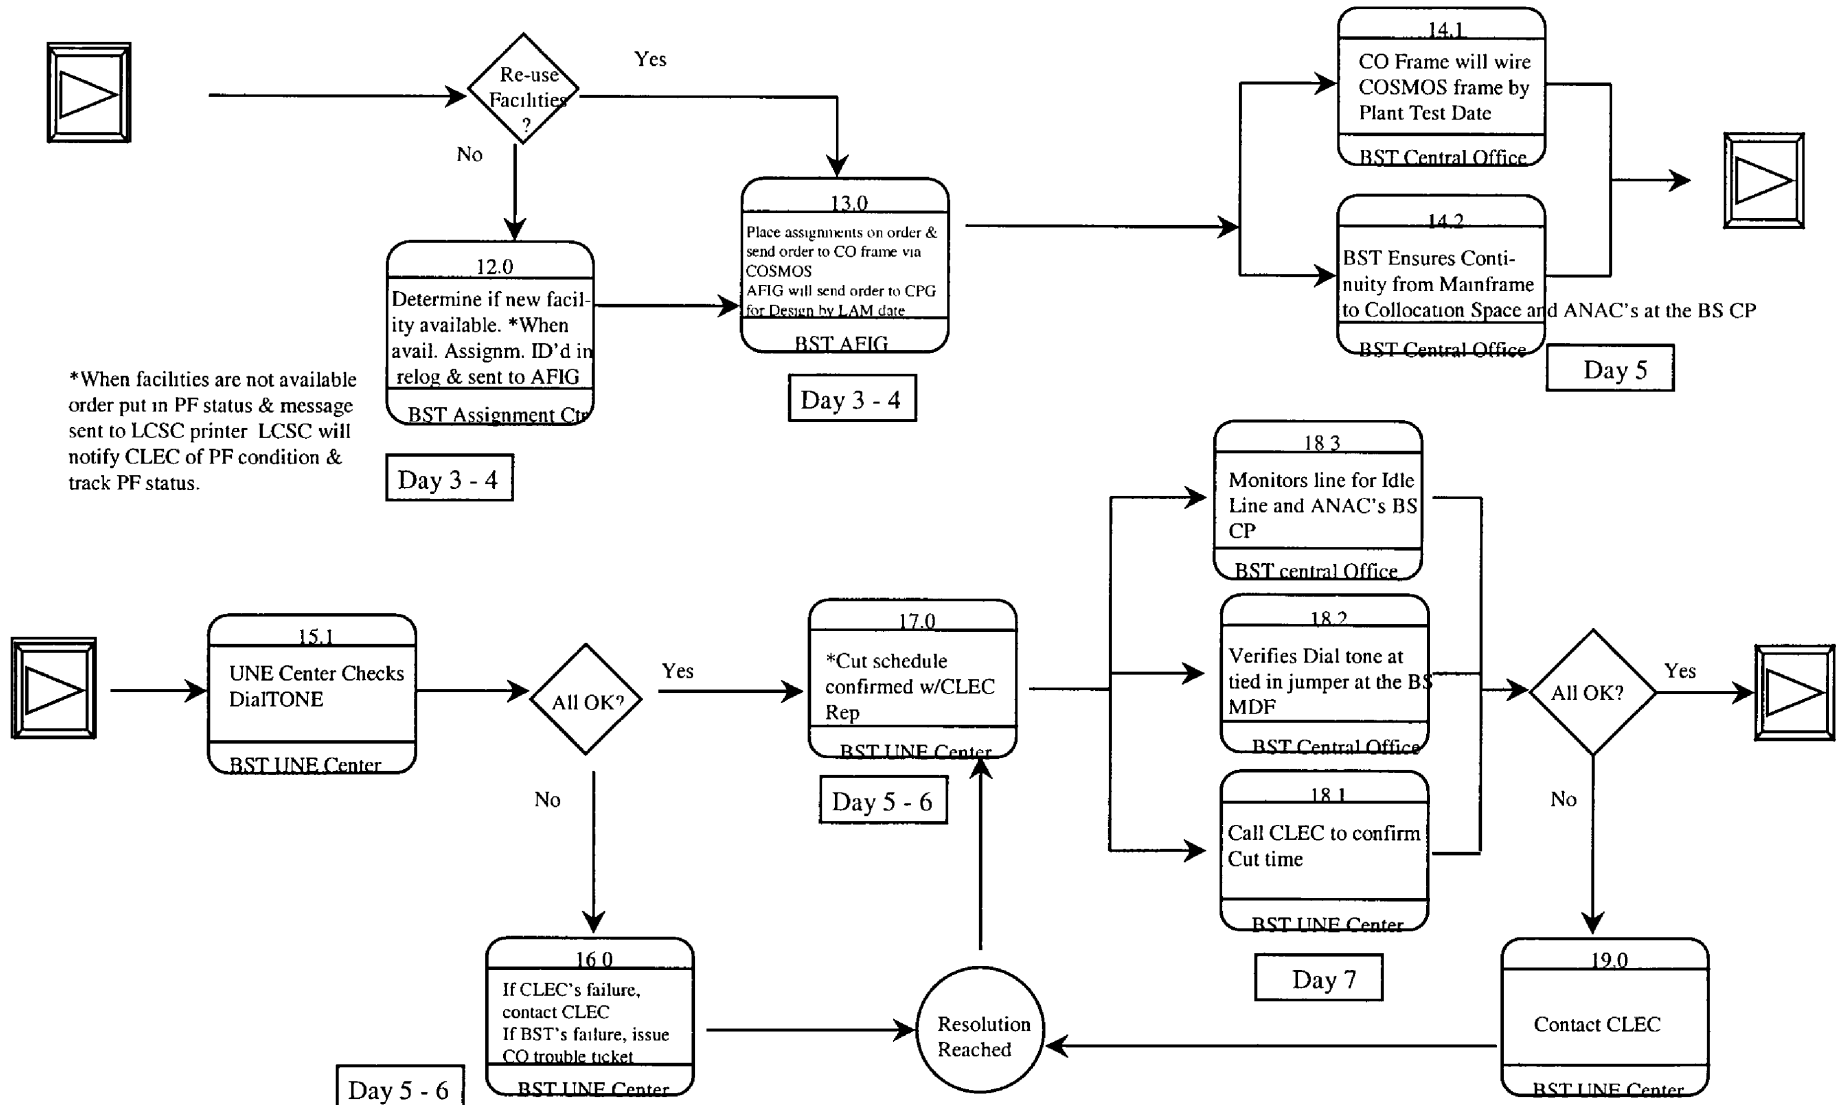 Re-use
Facilities
?
Yes
No
12.0
Determine if new facil-
ity available. *When
avail. Assignm. ID'd in
relog & sent to AFIG
BST Assignment Ctr
Day 3 - 4
*When facilities are not available
order put in PF status & message
sent to LCSC printer LCSC will
notify CLEC of PF condition &
track PF status.
13.0
Place assignments on order &
send order to CO frame via
COSMOS
AFIG will send order to CPG
for Design by LAM date
BST AFIG
Day 3 - 4
14.1
CO Frame will wire
COSMOS frame by
Plant Test Date
BST Central Office
14.2
BST Ensures Conti-
nuity from Mainframe
to Collocation Space and ANAC's at the BS CP
BST Central Office
Day 5
15.1
UNE Center Checks
DialTONE
BST UNE Center
All OK?
Yes
No
16 0
If CLEC's failure,
contact CLEC
If BST's failure, issue
CO trouble ticket
BST UNE Center
Day 5 - 6
17.0
*Cut schedule
confirmed w/CLEC
Rep
BST UNE Center
Day 5 - 6
Resolution
Reached
18 3
Monitors line for Idle
Line and ANAC's BS
CP
BST central Office
18.2
Verifies Dial tone at
tied in jumper at the BS
MDF
BST Central Office
18 1
Call CLEC to confirm
Cut time
BST UNE Center
Day 7
All OK?
Yes
No
19.0
Contact CLEC
BST UNE Center